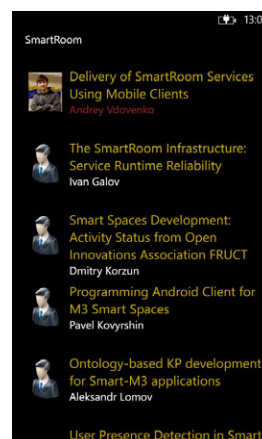 13:0
SmartRoom
Delivery of SmartRoom Services
Using Mobile Clients
Andrey Vdovenko
The SmartRoom Infrastructure:
Service Runtime Reliability
Ivan Galov
Smart Spaces Development:
Activity Status from Open
Innovations Association FRUCT
Dmitry Korzun
Programming Android Client for
M3 Smart Spaces
Pavel Kovyrshin
Ontology-based KP development
for Smart-M3 applications
Aleksandr Lomov
User Presence Detection in Smart